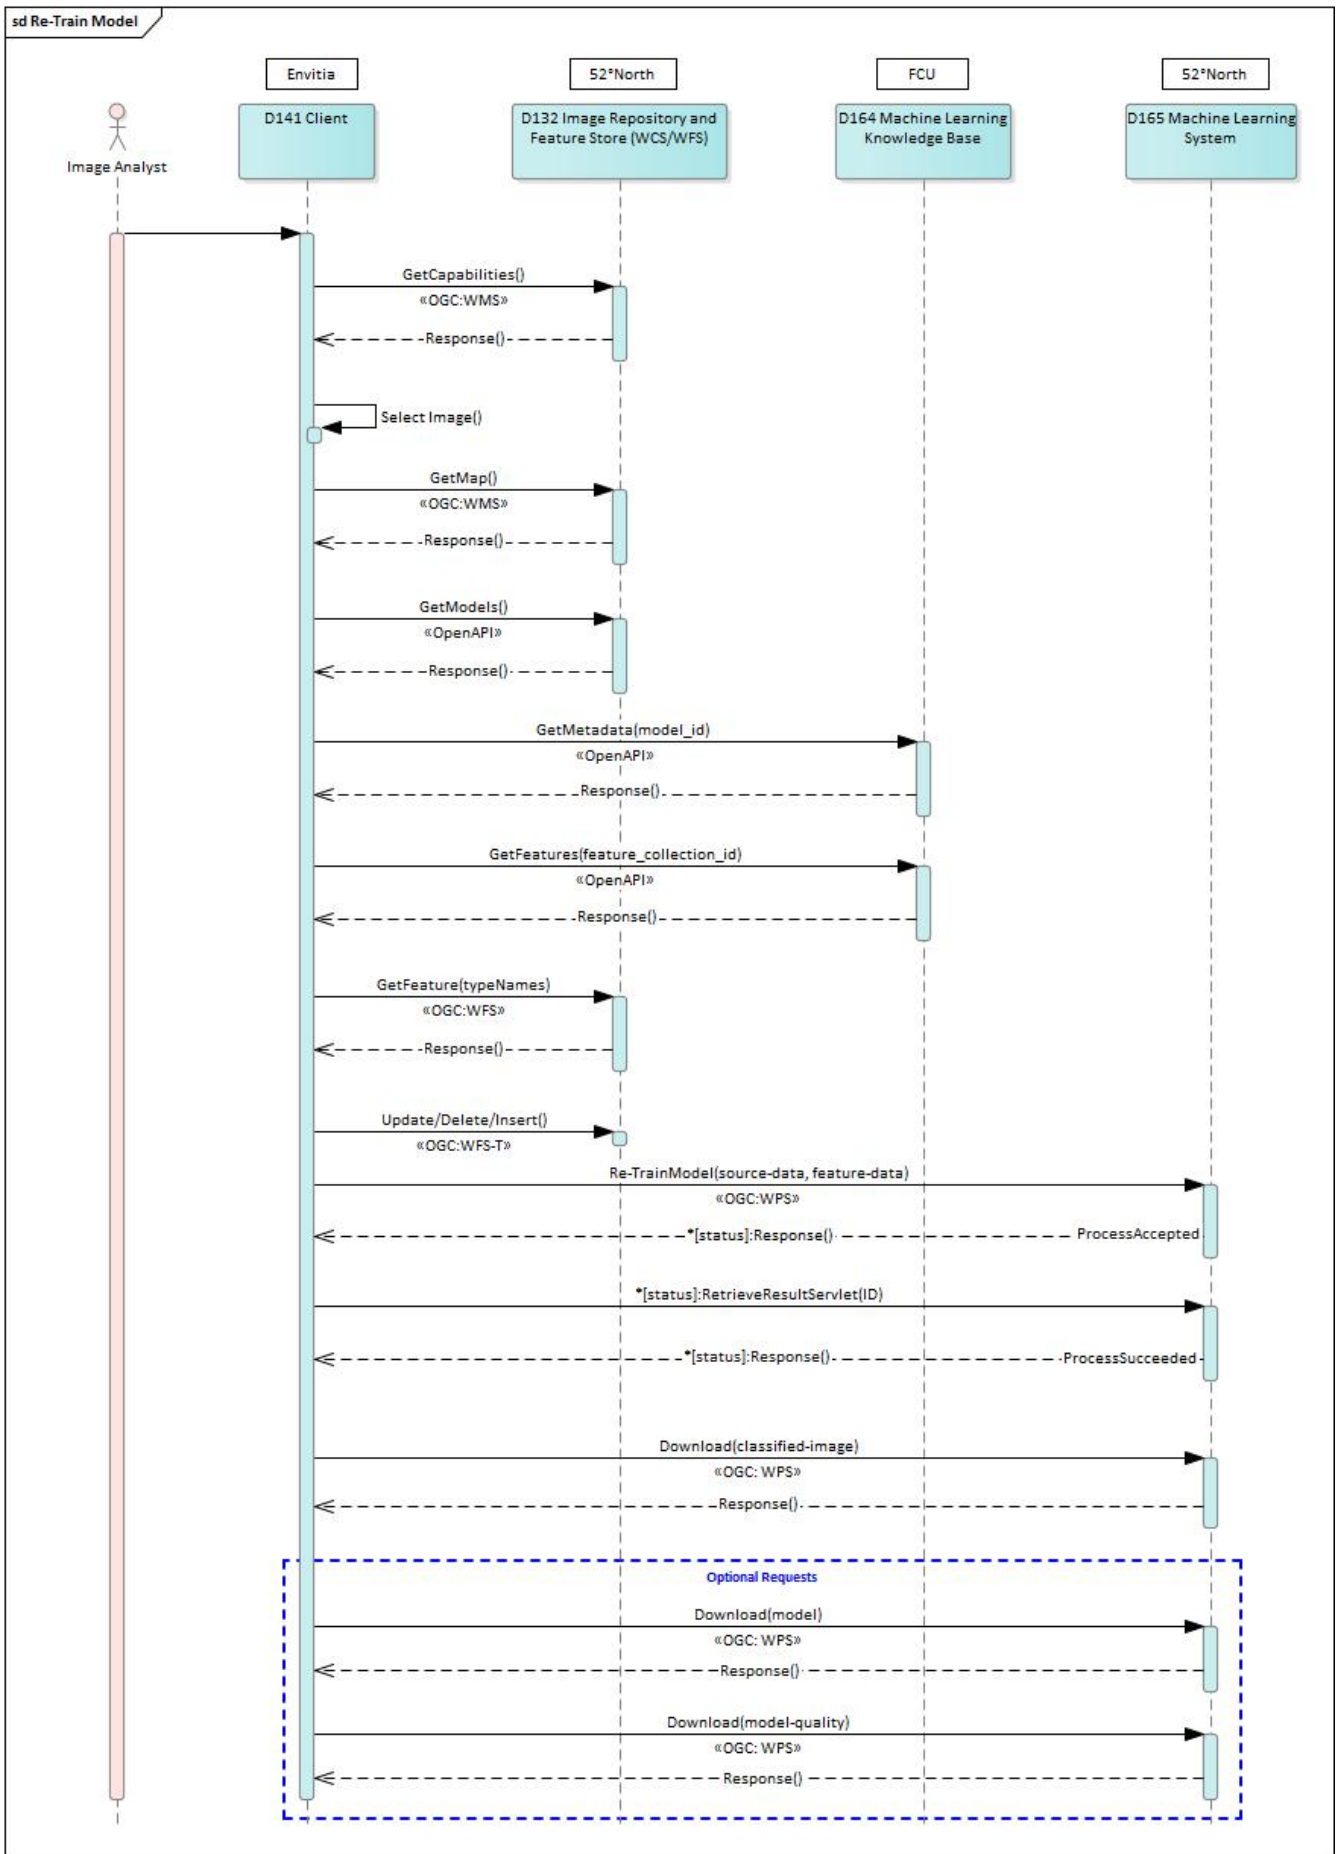 sd Re-Train Model
Envitia
52°North
FCU
52°North
Image Analyst
D141 Client
D132 Image Repository and
Feature Store (WCS/WFS)
D164 Machine Learning
Knowledge Base
D165 Machine Learning
System
GetCapabilities()
«OGC:WMS»
Response()
Select Image()
GetMap()
«OGC:WMS»
Response()
GetModels()
«OpenAPI»
Response()
GetMetadata(model_id)
«OpenAPI»
Response()
GetFeatures(feature_collection_id)
«OpenAPI»
Response()
GetFeature(typeNames)
«OGC:WFS»
Response()
Update/Delete/Insert()
«OGC:WFS-T»
Re-TrainModel(source-data, feature-data)
«OGC:WPS»
*[status]:Response()
ProcessAccepted
*[status]:RetrieveResultServlet(ID)
*[status]:Response()
ProcessSucceeded
Download(classified-image)
«OGC: WPS»
Response()
Optional Requests
Download(model)
«OGC: WPS»
Response()
Download(model-quality)
«OGC: WPS»
Response()